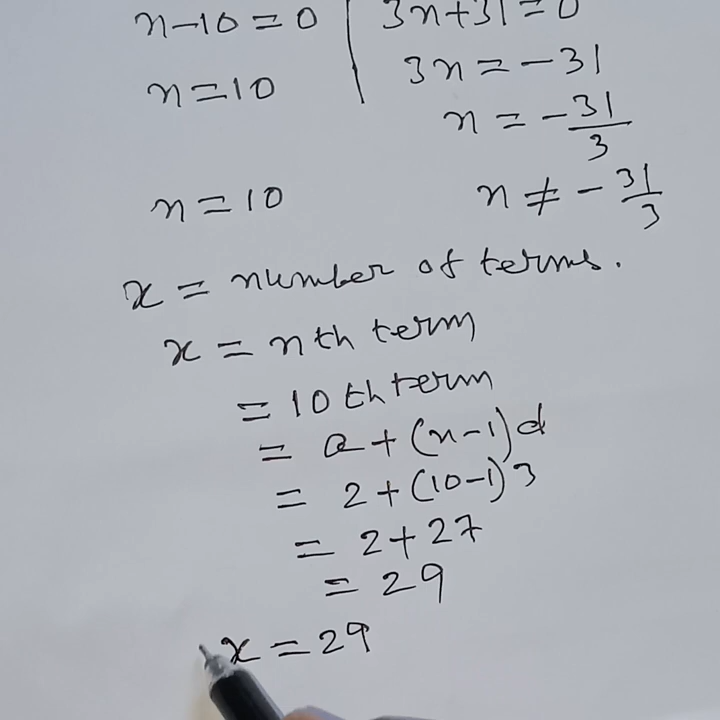 n-10=0 | 3n+31=0
n=10 | 3n=-31
n=-31/3
n=10 n≠-31/3
x = number of terms.
x = nth term
= 10th term
= a+(n-1)d
= 2+(10-1)3
= 2+27
= 29
x=29